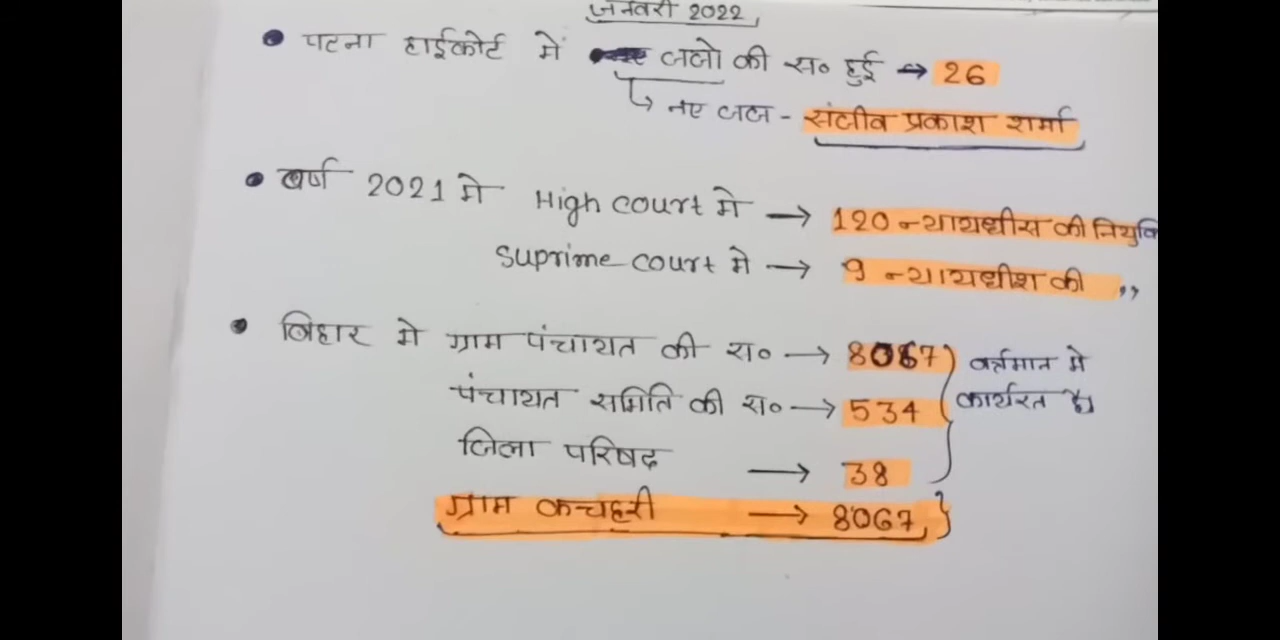 जनवरी 2022
• पटना हाईकोर्ट में जजो की स० हुई → 26
↳ नए जज - संजीव प्रकाश शर्मा
• वर्ष 2021 मे High court मे → 120 न्यायधीस की नियुक्ति
Suprime court मे → 9 न्यायधीश की ,,
• बिहार मे ग्राम पंचायत की स० → 8067
पंचायत समिति की स० → 534
जिला परिषद → 38
वर्तमान मे
कार्यरत है।
ग्राम कचहरी → 8067